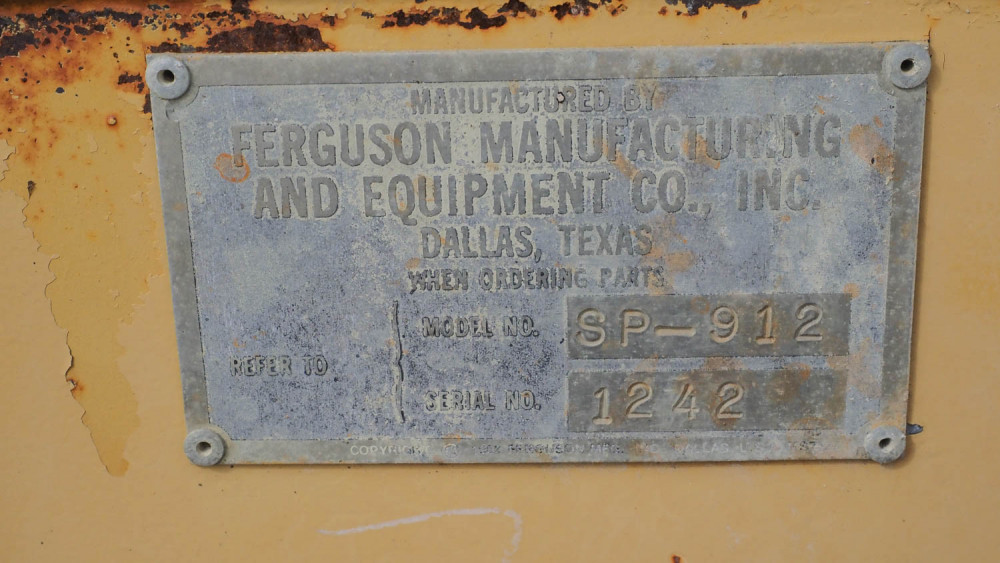 MANUFACTURED BY
FERGUSON MANUFACTURING
AND EQUIPMENT CO., INC.
DALLAS, TEXAS
WHEN ORDERING PARTS
REFER TO
MODEL NO. SP-912
SERIAL NO. 1242
COPYRIGHT